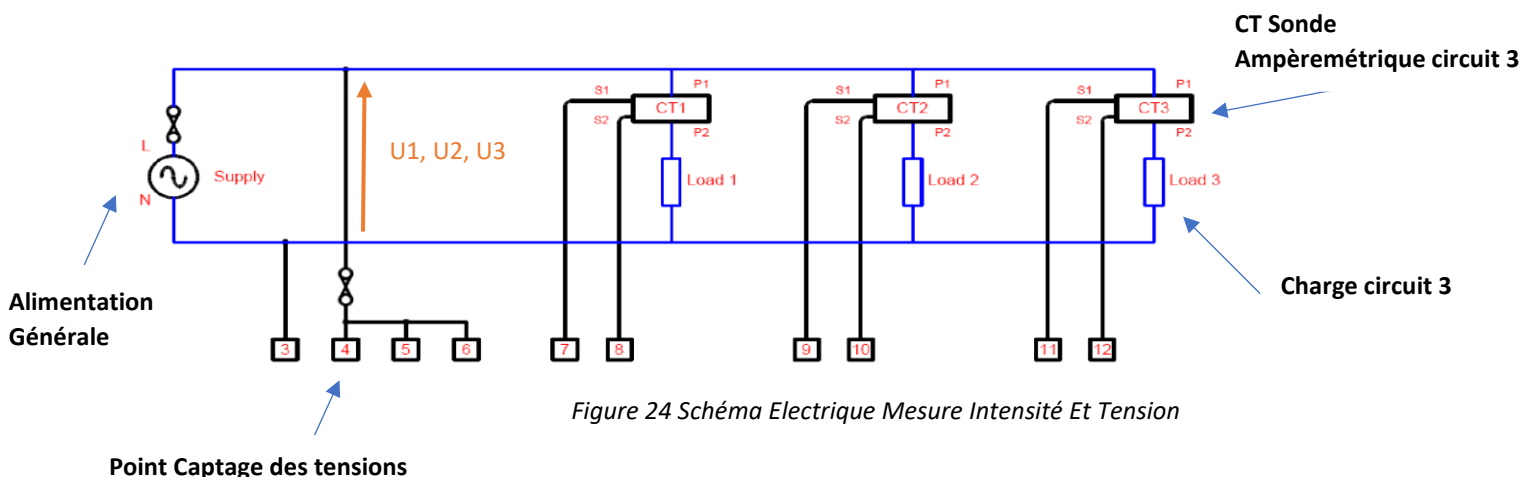 CT Sonde
Ampèremétrique circuit 3
P1
P1
P1
S1
S1
S1
CT1
CT2
CT3
S2
S2
S2
P2
P2
P2
L
U1, U2, U3
Supply
Load 1
Load 2
Load 3
N
Alimentation
Générale
Charge circuit 3
3
4
5
6
7
8
9
10
11
12
Figure 24 Schéma Electrique Mesure Intensité Et Tension
Point Captage des tensions